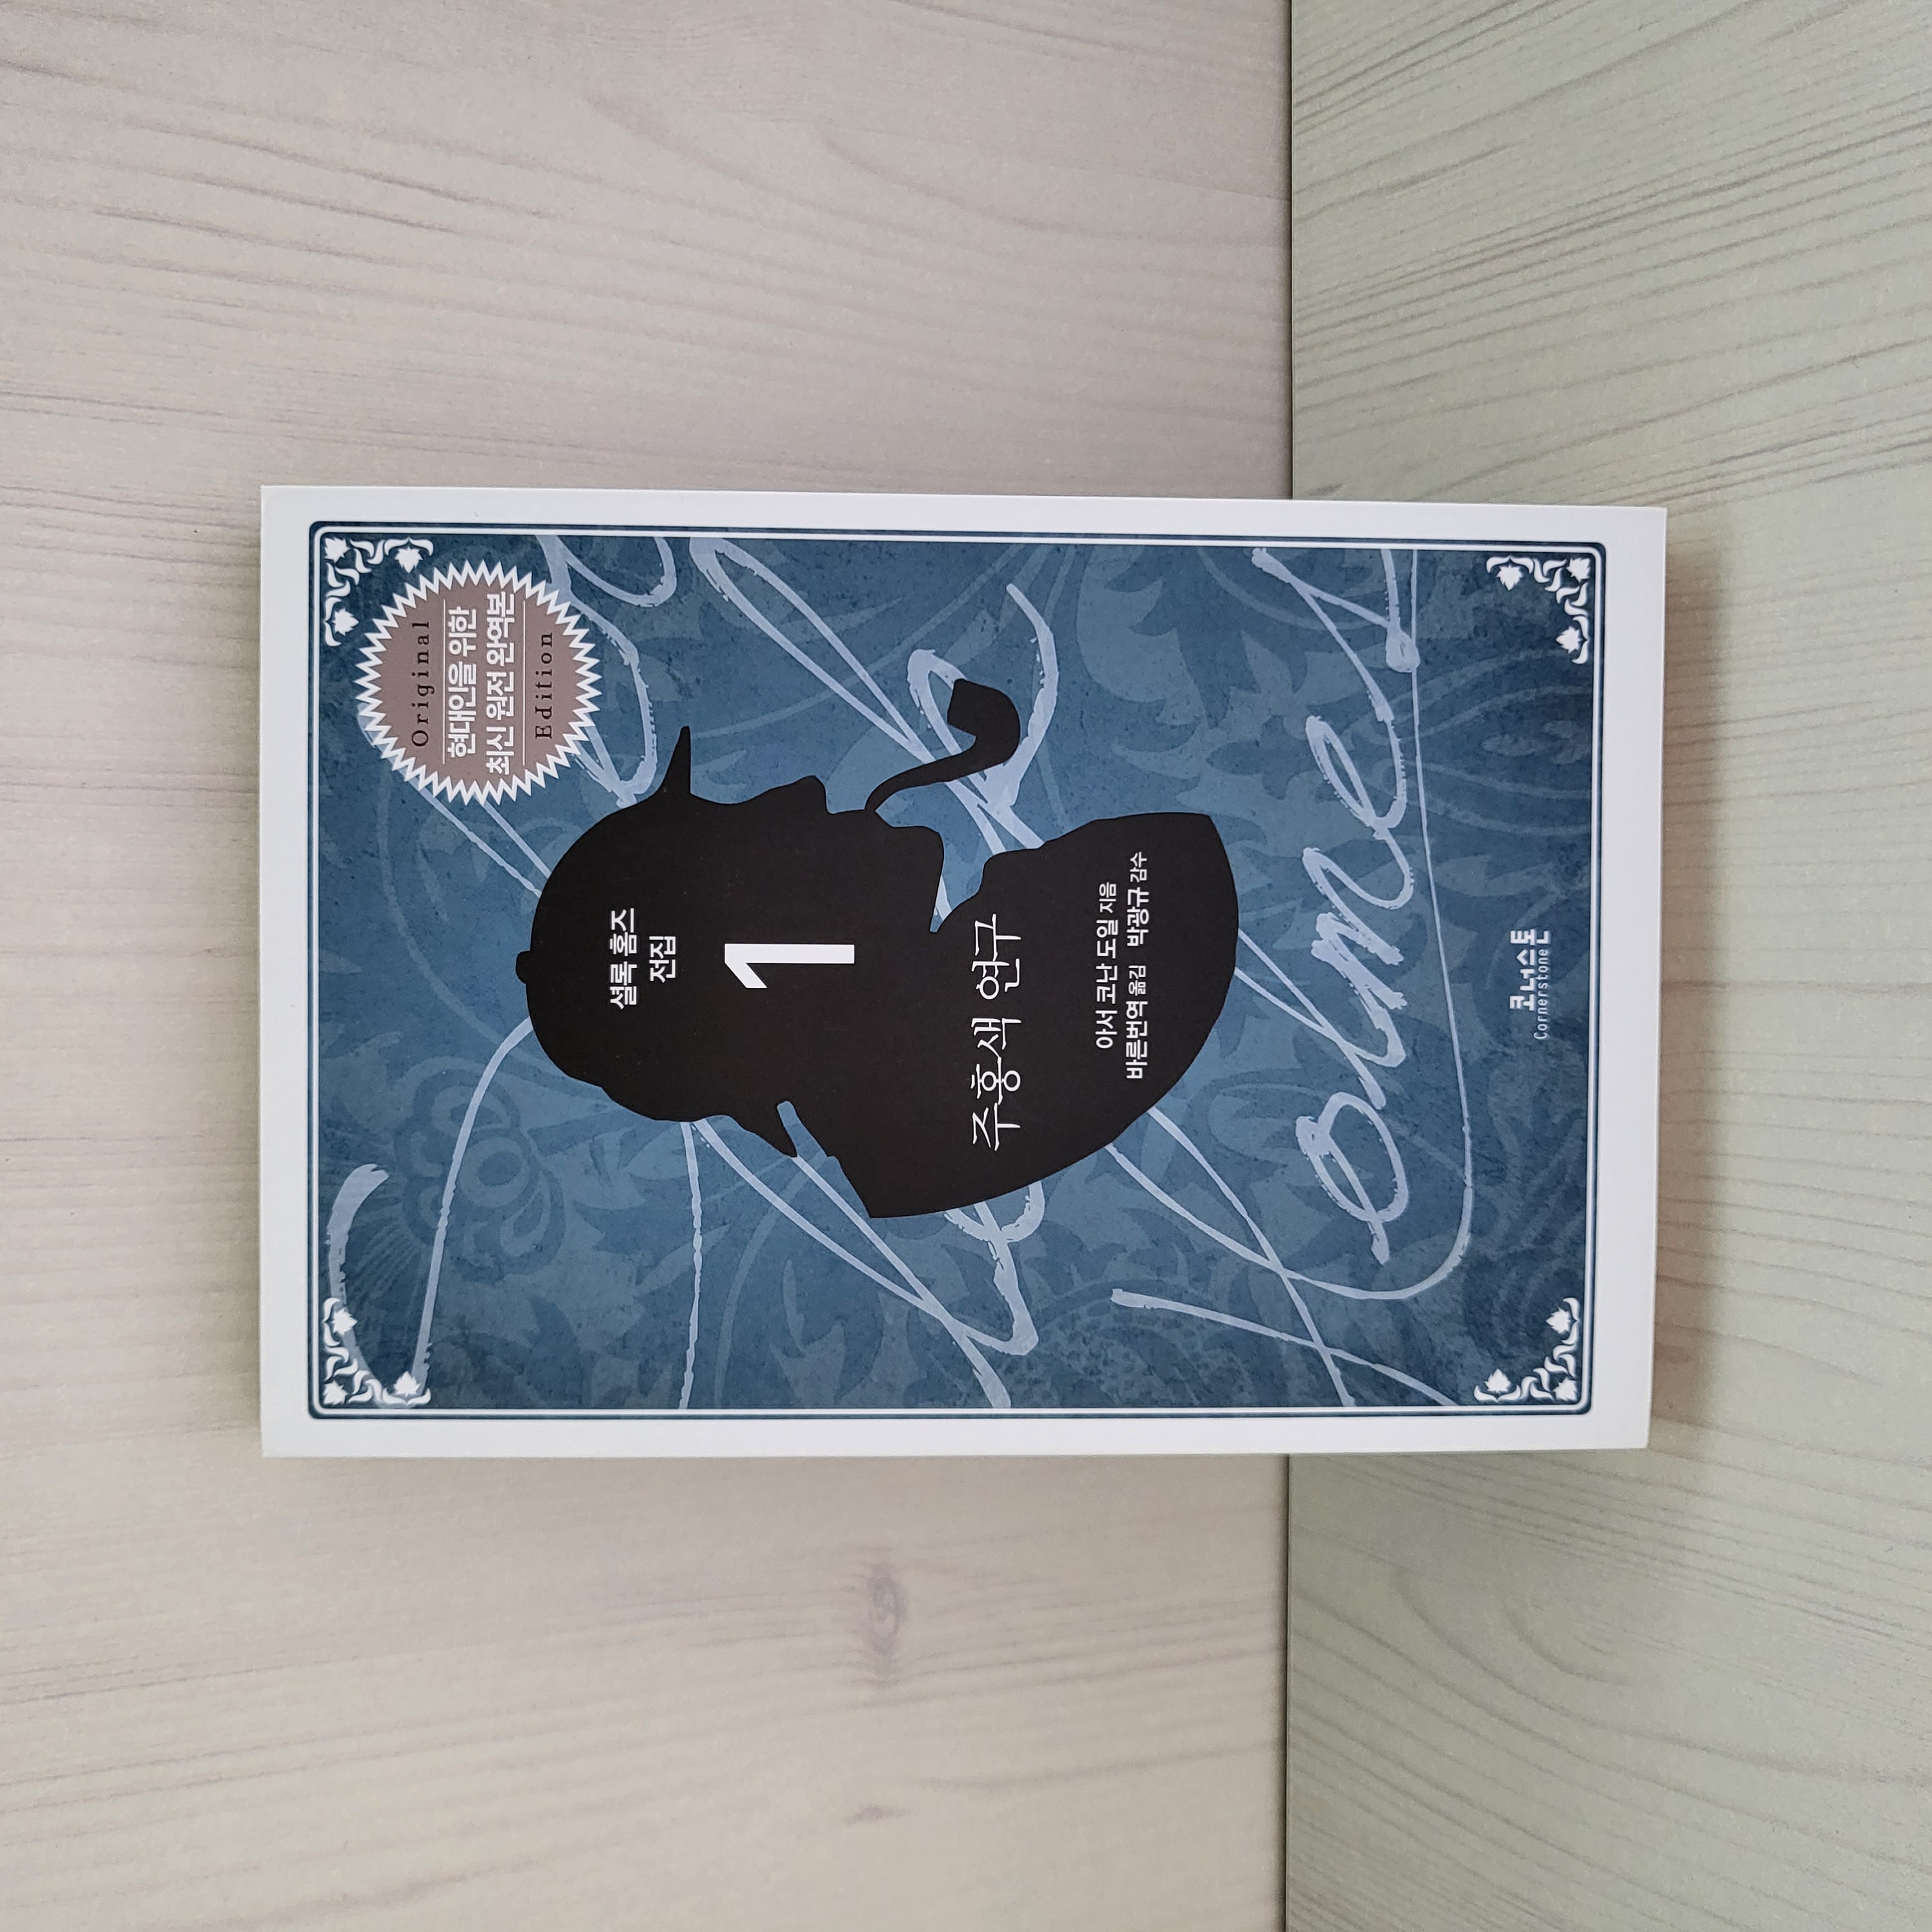 Original
현대인을 위한
최신 원전 완역본
Edition
셜록 홈즈
전집
1
주홍색 연구
아서 코난 도일 지음
바른번역 옮김 박광규 감수
Sherlock
Holmes
코너스톤
Cornerstone